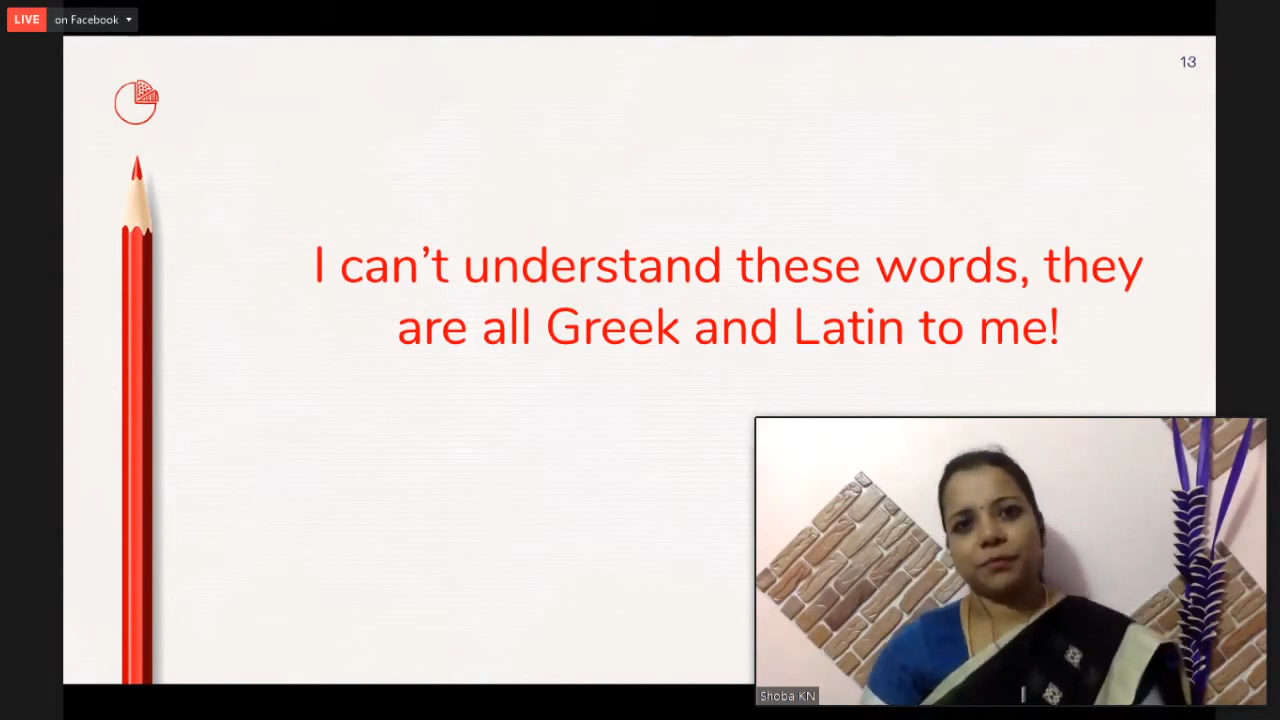 LIVE on Facebook
13
I can’t understand these words, they
are all Greek and Latin to me!
Shoba KN